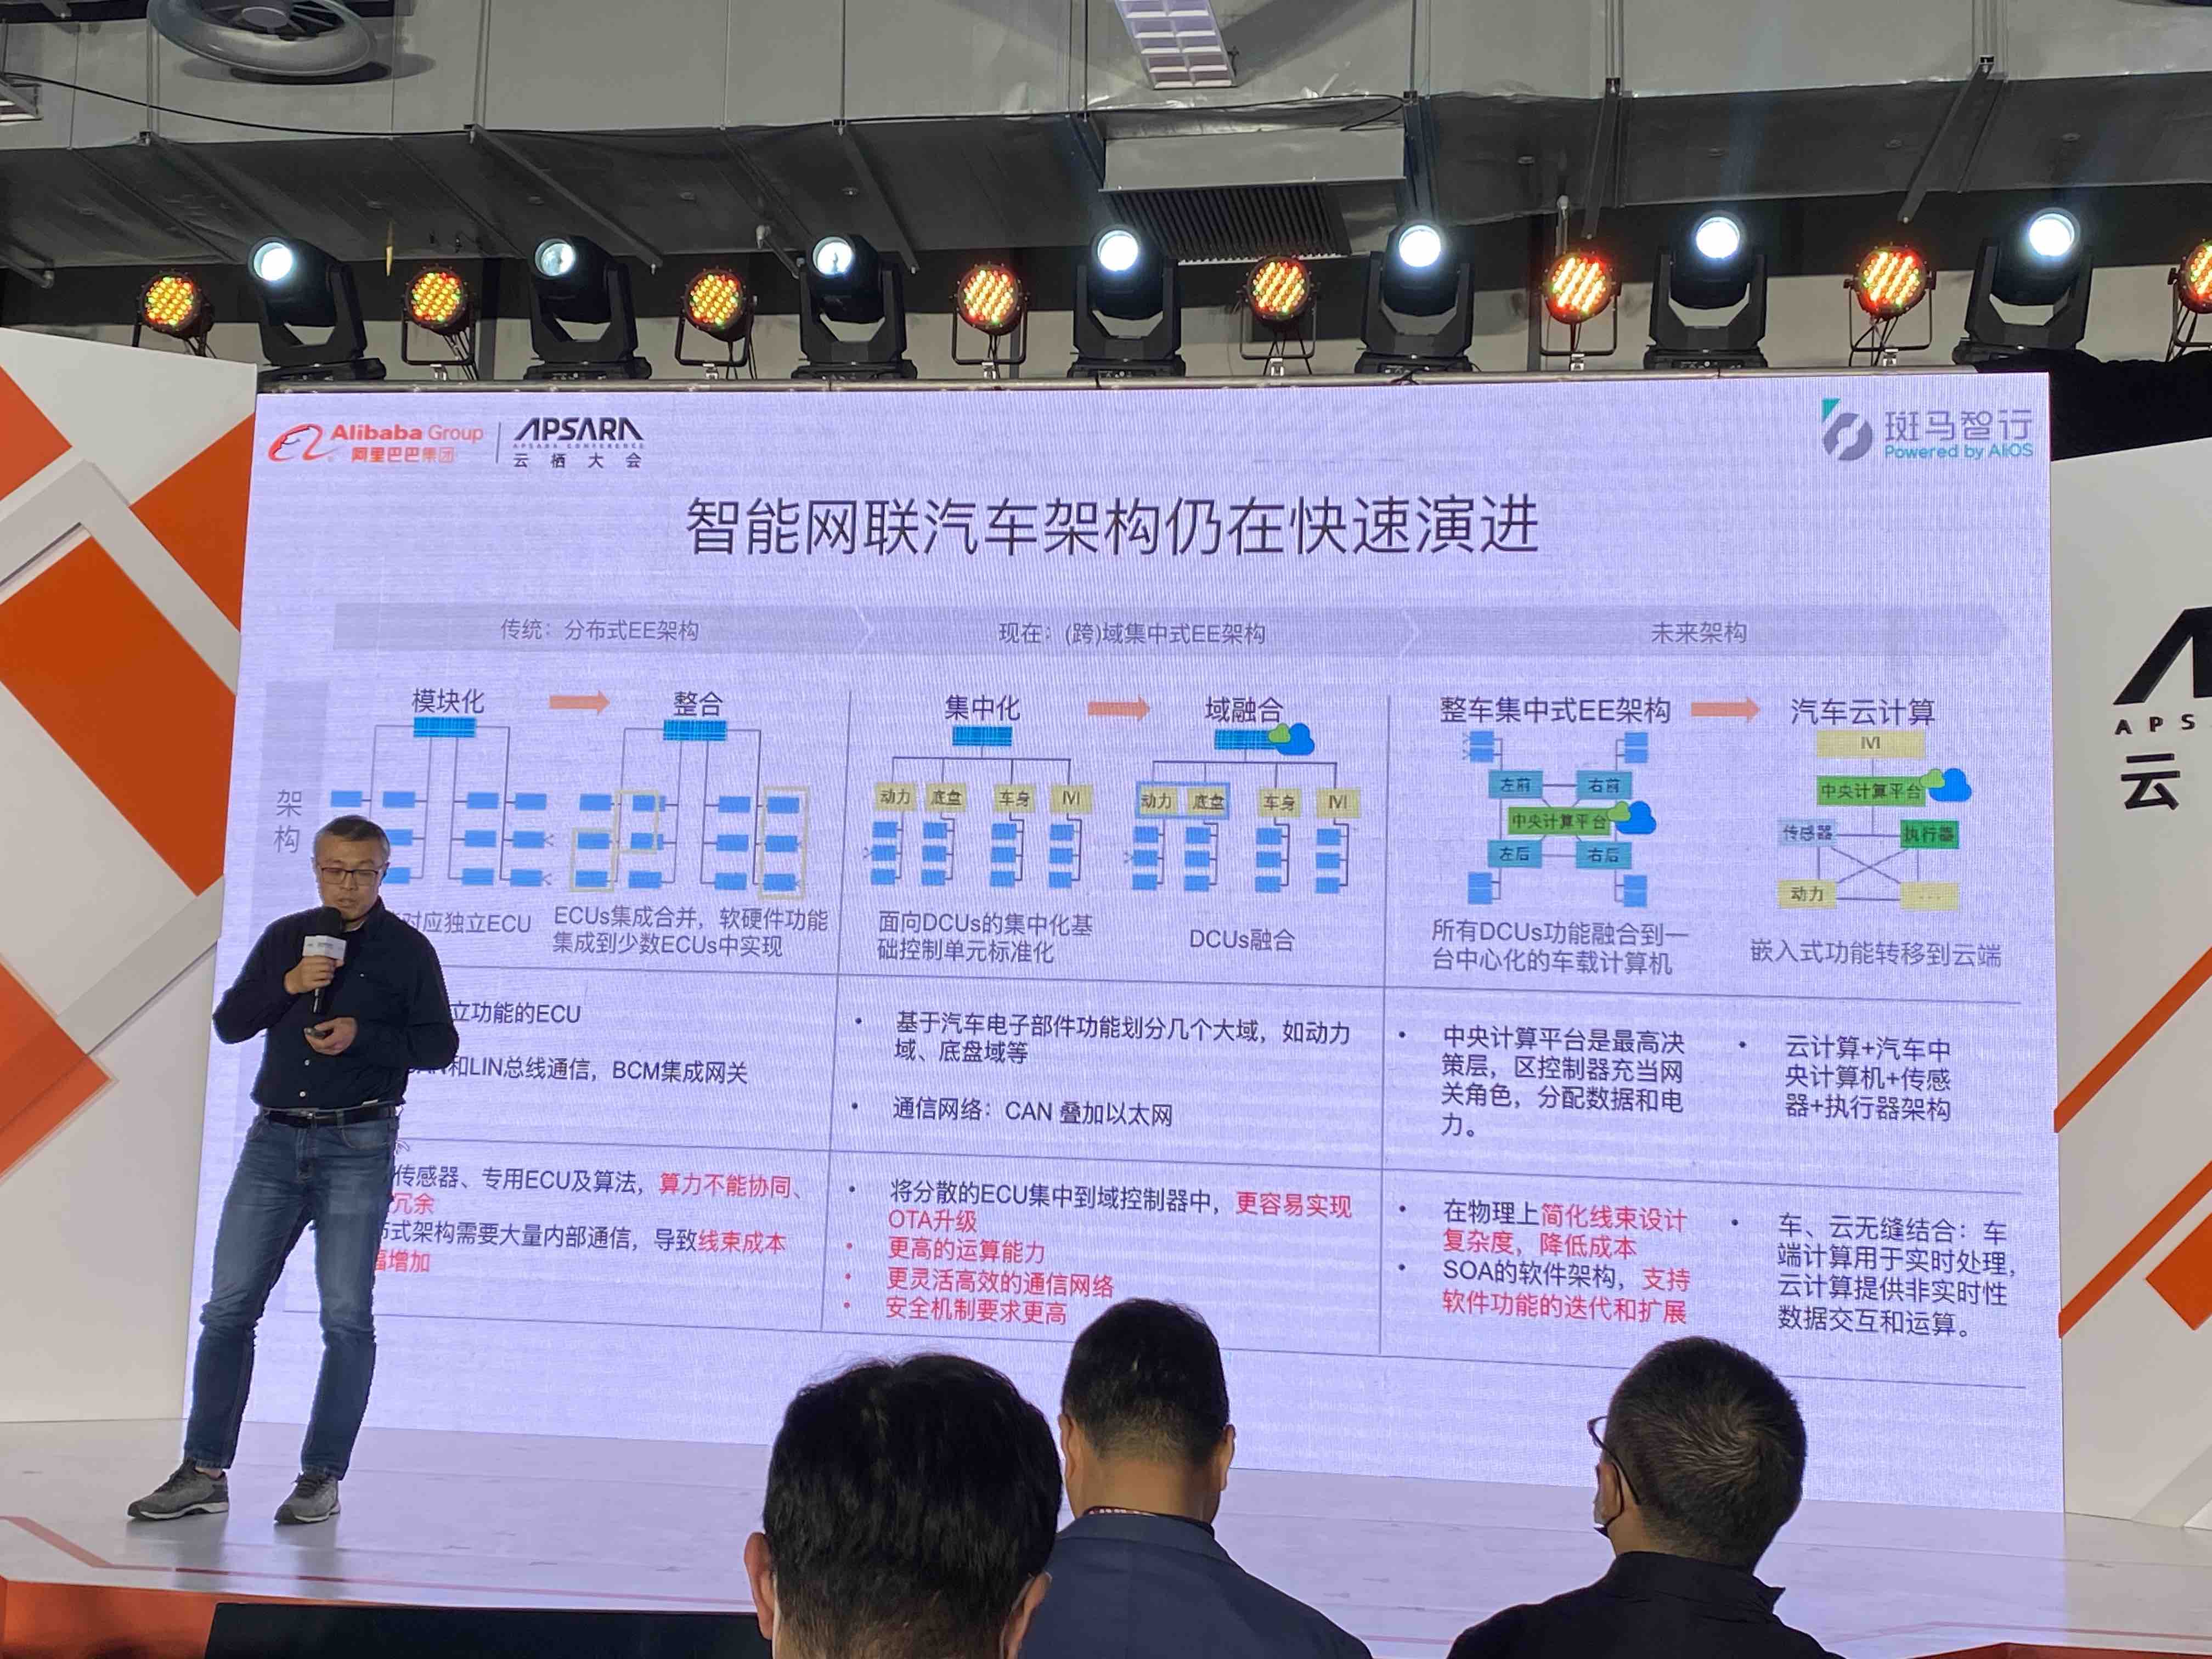 Alibaba Group
阿里巴巴集团
APSARA
APSARA CONFERENCE
云栖大会
斑马智行
Powered by AliOS
智能网联汽车架构仍在快速演进
传统：分布式EE架构
现在：(跨)域集中式EE架构
未来架构
架构
模块化
整合
集中化
域融合
整车集中式EE架构
汽车云计算
动力
底盘
车身
IVI
动力
底盘
车身
IVI
左前
右前
中央计算平台
左后
右后
IVI
中央计算平台
传感器
执行器
动力
...
对应独立ECU
ECUs集成合并，软硬件功能
集成到少数ECUs中实现
面向DCUs的集中化基
础控制单元标准化
DCUs融合
所有DCUs功能融合到一
台中心化的车载计算机
嵌入式功能转移到云端
立功能的ECU
和LIN总线通信，BCM集成网关
• 基于汽车电子部件功能划分几个大域，如动力
域、底盘域等
• 通信网络：CAN 叠加以太网
• 中央计算平台是最高决
策层，区控制器充当网
关角色，分配数据和电
力。
• 云计算+汽车中
央计算机+传感
器+执行器架构
传感器、专用ECU及算法，算力不能协同、
冗余
式架构需要大量内部通信，导致线束成本
增加
• 将分散的ECU集中到域控制器中，更容易实现
OTA升级
• 更高的运算能力
• 更灵活高效的通信网络
• 安全机制要求更高
• 在物理上简化线束设计
复杂度，降低成本
• SOA的软件架构，支持
软件功能的迭代和扩展
• 车、云无缝结合：车
端计算用于实时处理，
云计算提供非实时性
数据交互和运算。
APS
云